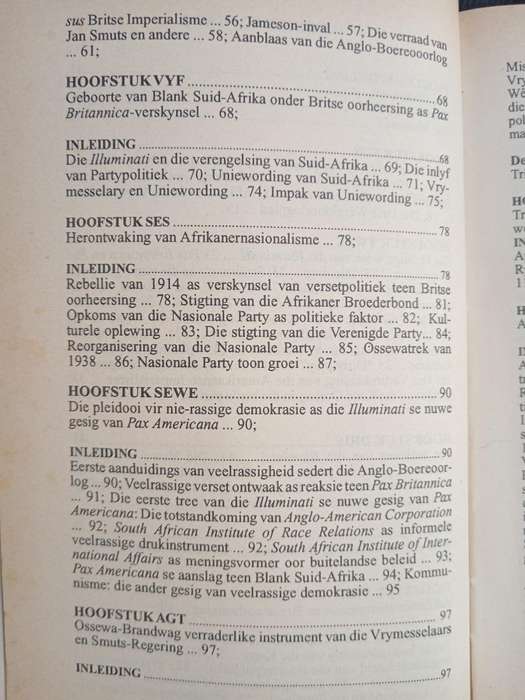 sus Britse Imperialisme ... 56; Jameson-inval ... 57; Die verraad van
Jan Smuts en andere ... 58; Aanblaas van die Anglo-Boereooorlog
... 61;
HOOFSTUK VYF ........................................................ 68
Geboorte van Blank Suid-Afrika onder Britse oorheersing as Pax
Britannica-verskynsel ... 68;
INLEIDING ........................................................ 68
Die Illuminati en die verengelsing van Suid-Afrika ... 69; Die inlyf
van Partypolitiek ... 70; Uniewording van Suid-Afrika ... 71; Vry-
messelary en Uniewording ... 74; Impak van Uniewording ... 75;
HOOFSTUK SES ........................................................ 78
Herontwaking van Afrikanernasionalisme ... 78;
INLEIDING ........................................................ 78
Rebellie van 1914 as verskynsel van versetpolitiek teen Britse
oorheersing ... 78; Stigting van die Afrikaner Broederbond ... 81;
Opkoms van die Nasionale Party as politieke faktor ... 82; Kul-
turele oplewing ... 83; Die stigting van die Verenigde Party... 84;
Reorganisering van die Nasionale Party ... 85; Ossewatrek van
1938 ... 86; Nasionale Party toon groei ... 87;
HOOFSTUK SEWE ........................................................ 90
Die pleidooi vir nie-rassige demokrasie as die Illuminati se nuwe
gesig van Pax Americana ... 90;
INLEIDING ........................................................ 90
Eerste aanduidings van veelrassigheid sedert die Anglo-Boereoor-
log ... 90; Veelrassige verset ontwaak as reaksie teen Pax Britannica
... 91; Die eerste tree van die Illuminati se nuwe gesig van Pax
Americana: Die totstandkoming van Anglo-American Corporation
... 92; South African Institute of Race Relations as informele
veelrassige drukinstrument ... 92; South African Institute of Inter-
national Affairs as meningsvormer oor buitelandse beleid ... 93;
Pax Americana se aanslag teen Blank Suid-Afrika ... 94; Kommu-
nisme: die ander gesig van veelrassige demokrasie ... 95
HOOFSTUK AGT ........................................................ 97
Ossewa-Brandwag verraderlike instrument van die Vrymesselaars
en Smuts-Regering ... 97;
INLEIDING ........................................................ 97